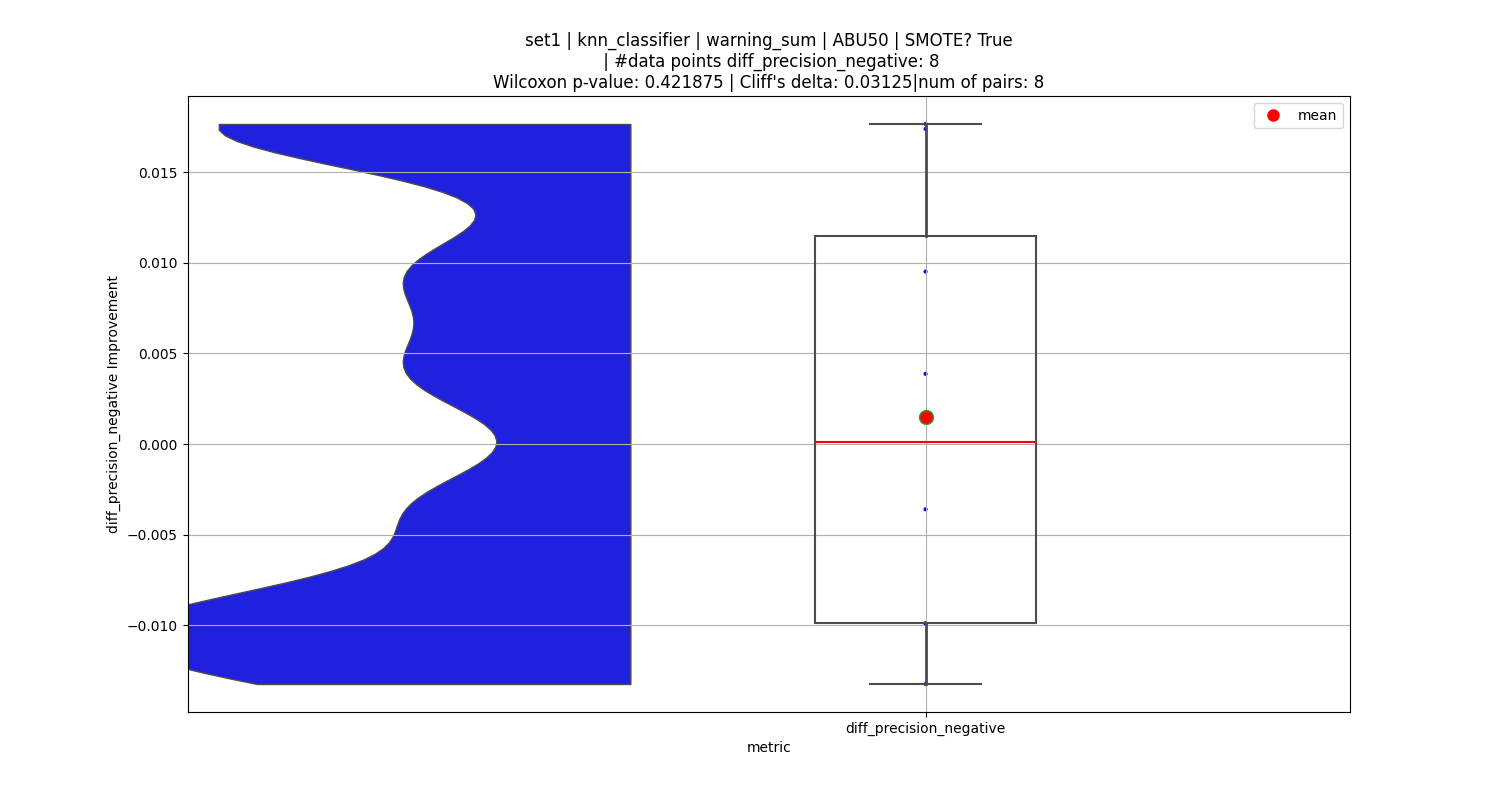 set1 | knn_classifier | warning_sum | ABU50 | SMOTE? True
| #data points diff_precision_negative: 8
Wilcoxon p-value: 0.421875 | Cliff's delta: 0.03125|num of pairs: 8
mean
0.015
0.010
0.005
0.000
−0.005
−0.010
diff_precision_negative Improvement
diff_precision_negative
metric